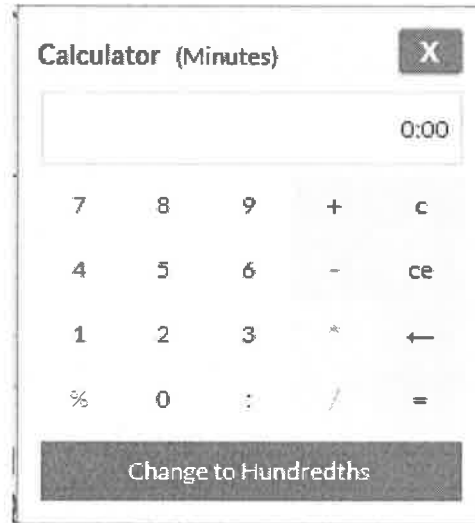 Calculator (Minutes) X
0:00
7 8 9 + c
4 5 6 - ce
1 2 3 * ←
% 0 : / =
Change to Hundredths